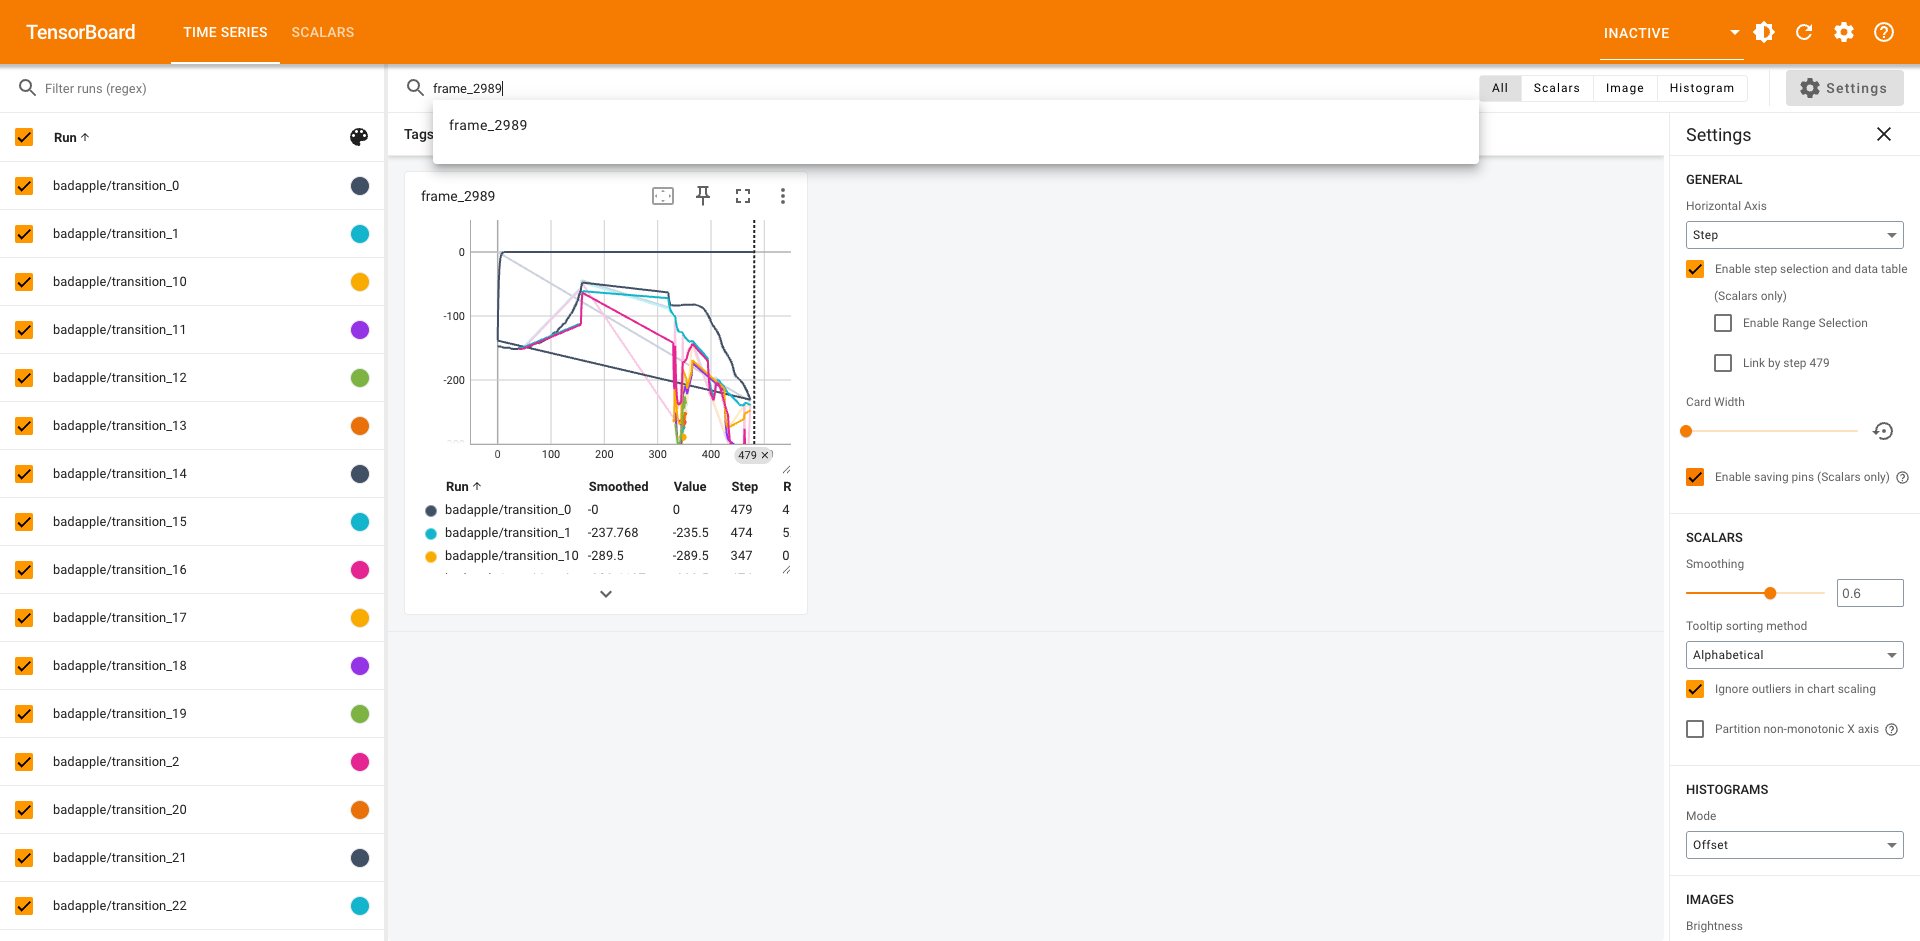 TensorBoard
TIME SERIES
SCALARS
INACTIVE
Filter runs (regex)
frame_2989
All
Scalars
Image
Histogram
Settings
frame_2989
Run
Tags
Settings
badapple/transition_0
badapple/transition_1
badapple/transition_10
badapple/transition_11
badapple/transition_12
badapple/transition_13
badapple/transition_14
badapple/transition_15
badapple/transition_16
badapple/transition_17
badapple/transition_18
badapple/transition_19
badapple/transition_2
badapple/transition_20
badapple/transition_21
badapple/transition_22
frame_2989
0
-100
-200
0 100 200 300 400 479
Run Smoothed Value Step R
badapple/transition_0 -0 0 479 4
badapple/transition_1 -237.768 -235.5 474 5
badapple/transition_10 -289.5 -289.5 347 0
GENERAL
Horizontal Axis
Step
Enable step selection and data table
(Scalars only)
Enable Range Selection
Link by step 479
Card Width
Enable saving pins (Scalars only)
SCALARS
Smoothing
0.6
Tooltip sorting method
Alphabetical
Ignore outliers in chart scaling
Partition non-monotonic X axis
HISTOGRAMS
Mode
Offset
IMAGES
Brightness